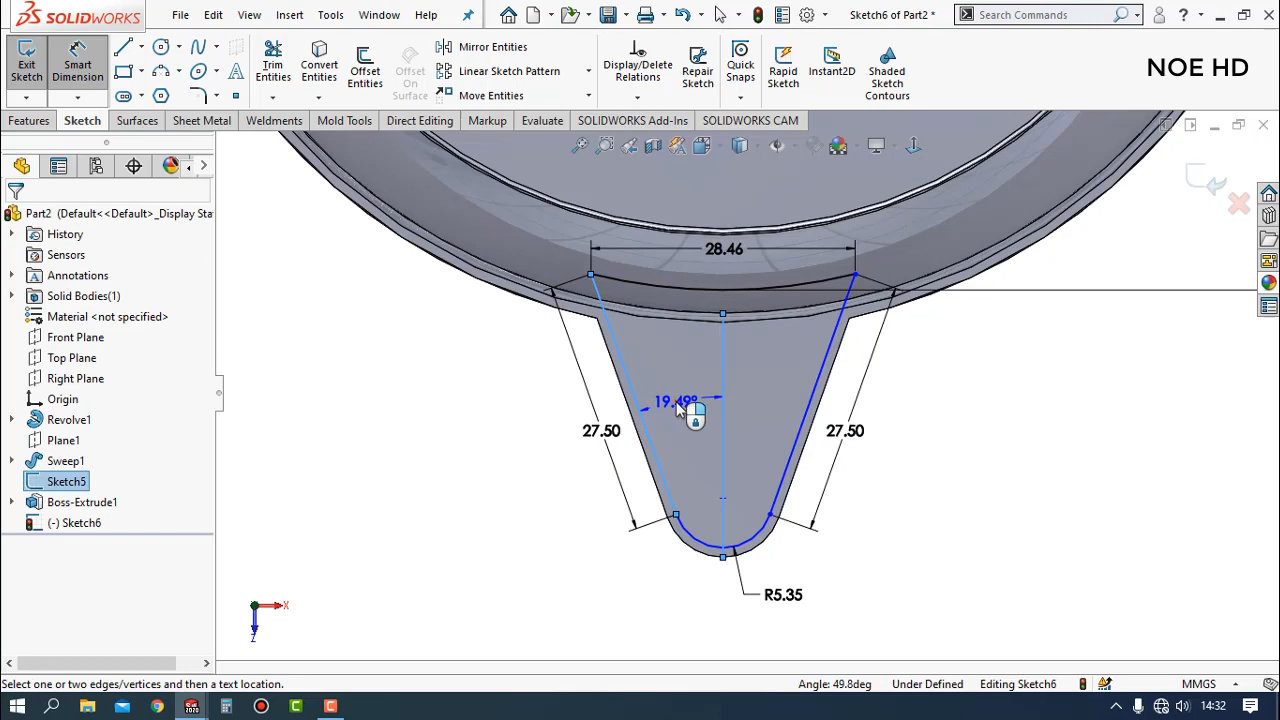 SOLIDWORKS File Edit View Insert Tools Window Help Sketch6 of Part2 * Search Commands ?
Exit Sketch Smart Dimension Trim Entities Convert Entities Offset Entities Offset On Surface Mirror Entities Linear Sketch Pattern Move Entities Display/Delete Relations Repair Sketch Quick Snaps Rapid Sketch Instant2D Shaded Sketch Contours NOE HD
Features Sketch Surfaces Sheet Metal Weldments Mold Tools Direct Editing Markup Evaluate SOLIDWORKS Add-Ins SOLIDWORKS CAM
Part2 (Default<<Default>_Display Sta
History
Sensors
Annotations
Solid Bodies(1)
Material <not specified>
Front Plane
Top Plane
Right Plane
Origin
Revolve1
Plane1
Sweep1
Sketch5
Boss-Extrude1
(-) Sketch6
28.46
19.49°
27.50
27.50
R5.35
X
Z
Select one or two edges/vertices and then a text location. Angle: 49.8deg Under Defined Editing Sketch6 MMGS
14:32